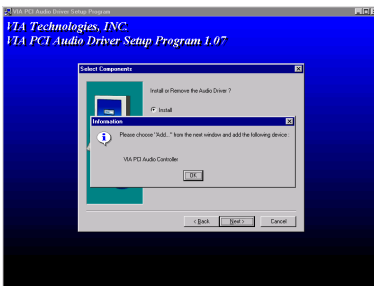 VIA PCI Audio Driver Setup Program
VIA Technologies, INC.
VIA PCI Audio Driver Setup Program 1.07
Select Components
Install or Remove the Audio Driver ?
Install
Information
Please choose "Add..." from the next window and add the following device :
VIA PCI Audio Controller
OK
< Back
Next >
Cancel